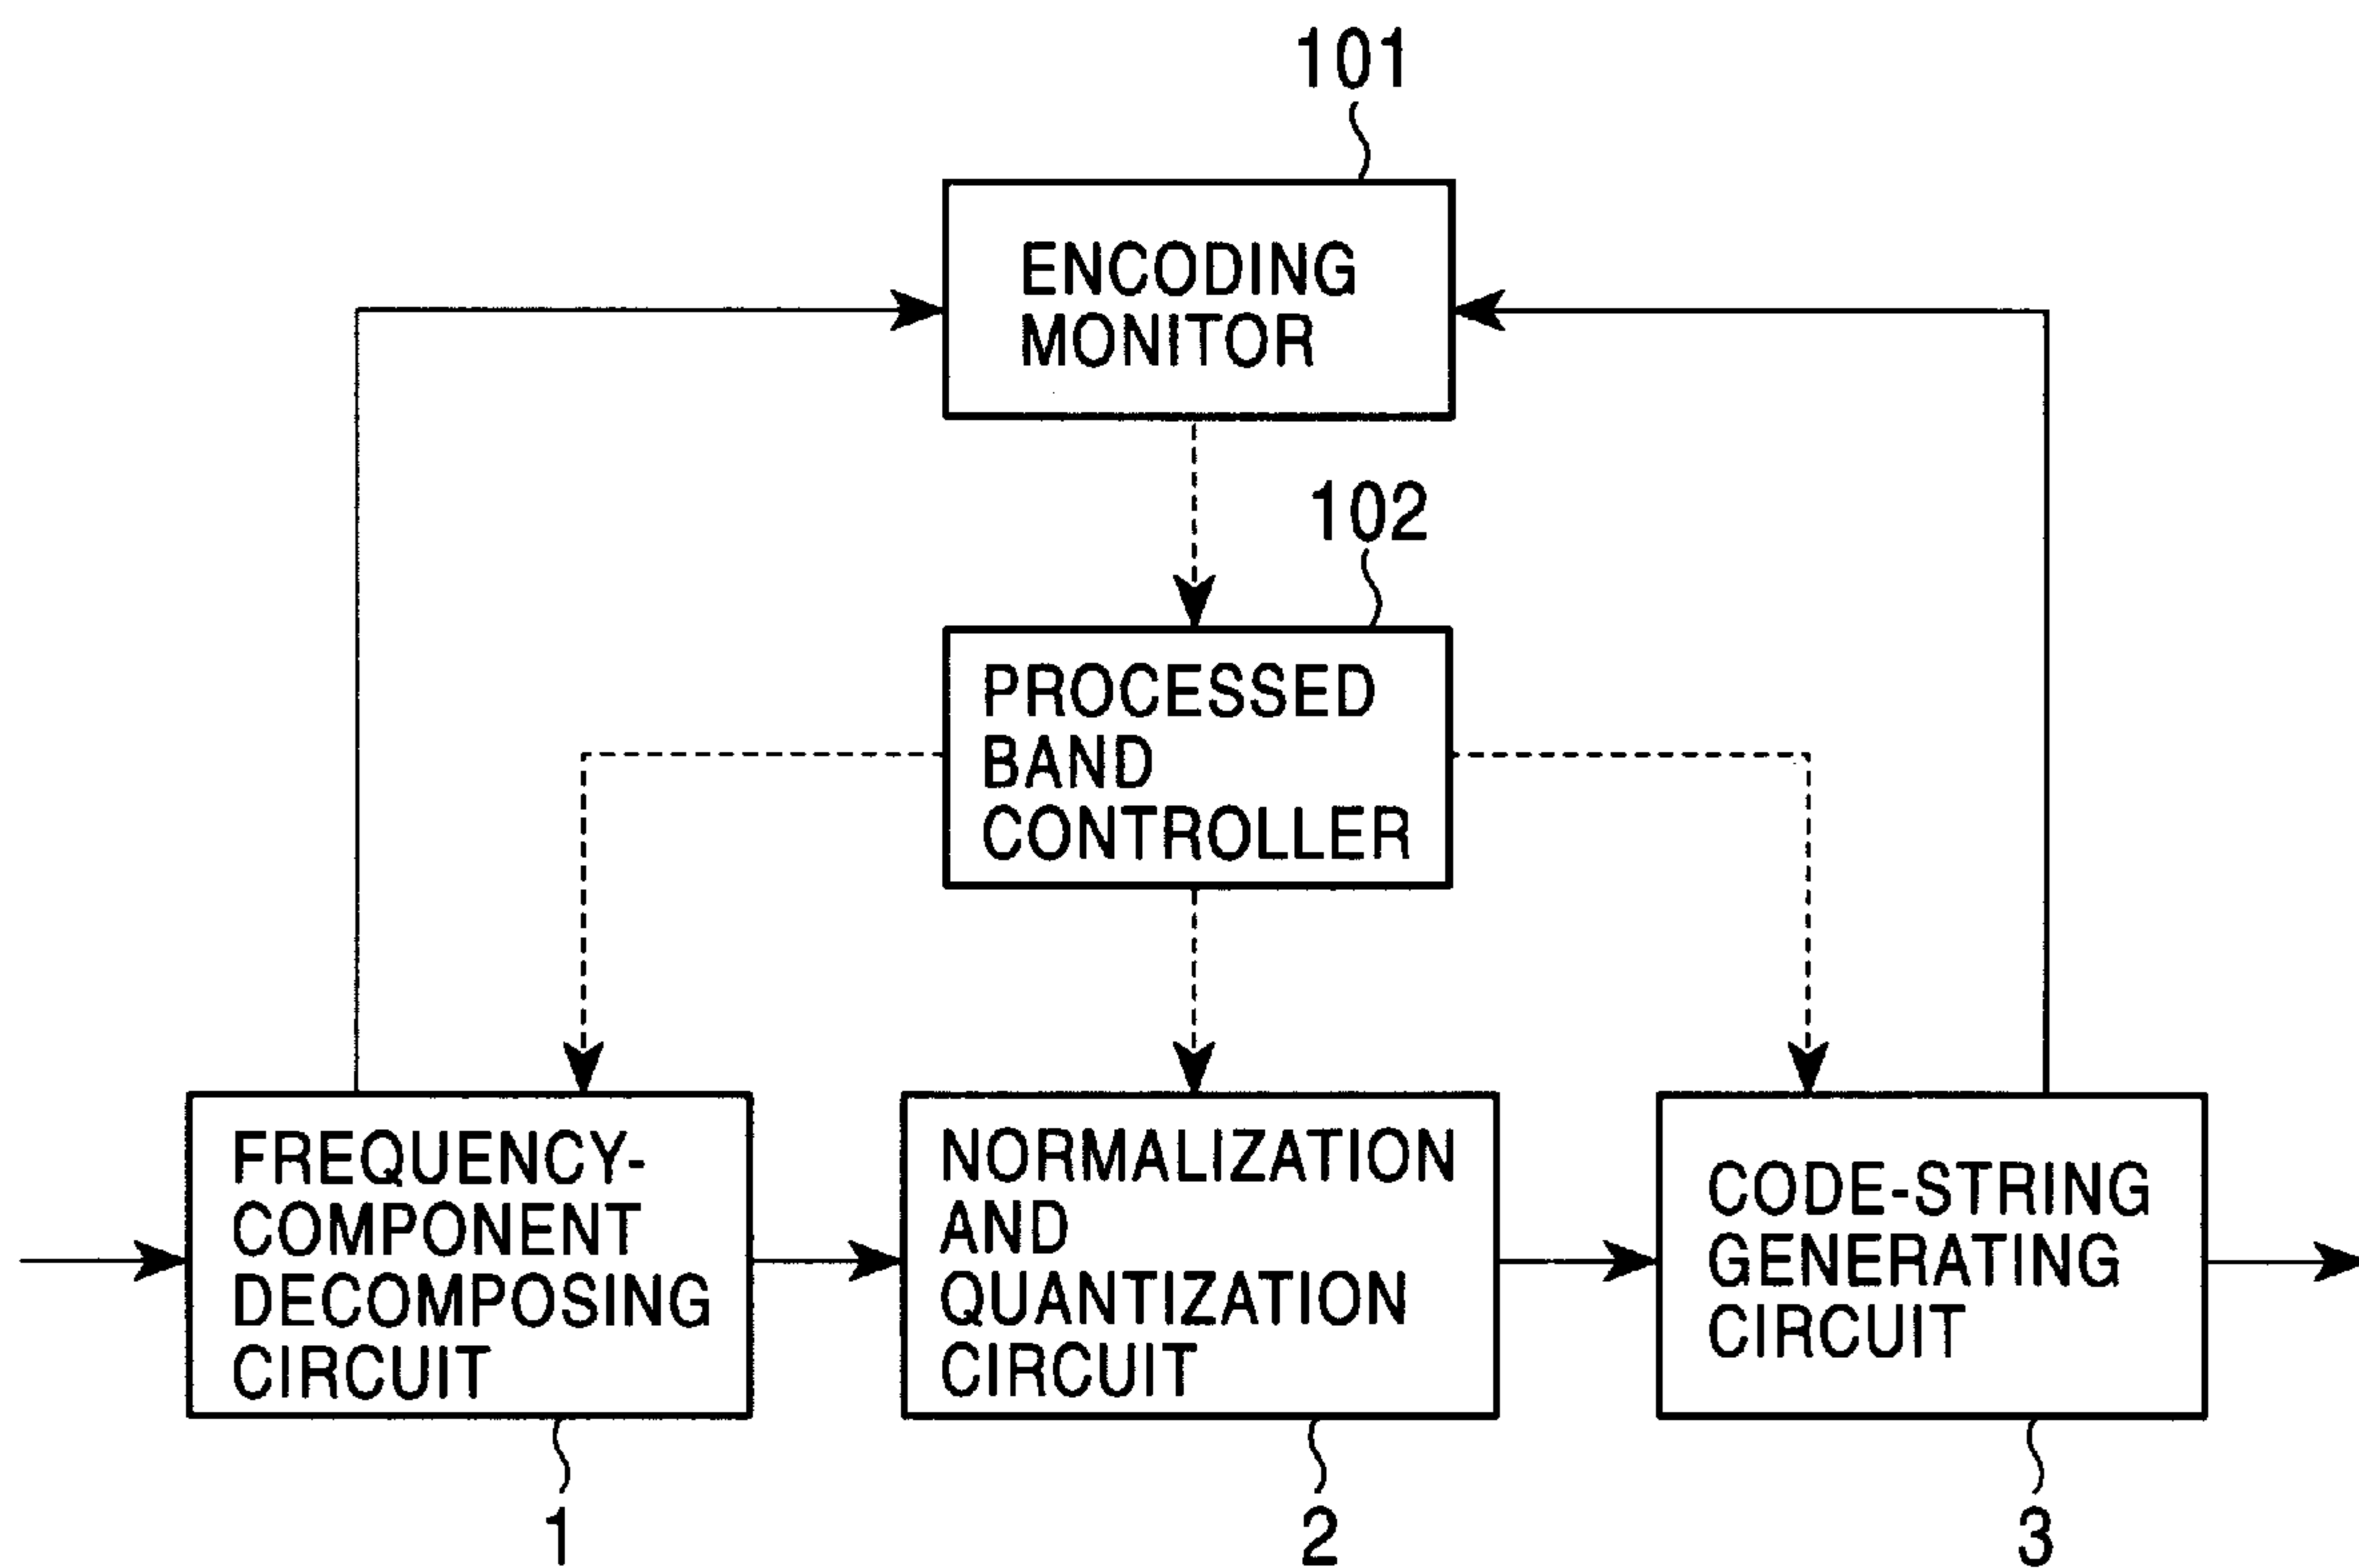 101
ENCODING
MONITOR
102
PROCESSED
BAND
CONTROLLER
FREQUENCY-
COMPONENT
DECOMPOSING
CIRCUIT
NORMALIZATION
AND
QUANTIZATION
CIRCUIT
CODE-STRING
GENERATING
CIRCUIT
1
2
3